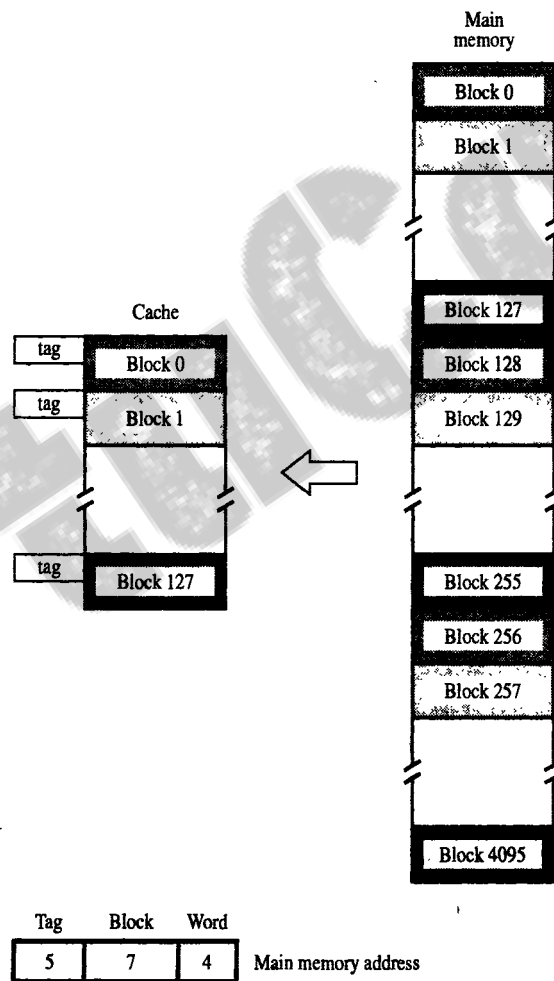 Main
memory
Block 0
Block 1
Block 127
Block 128
Block 129
Block 255
Block 256
Block 257
Block 4095
Cache
tag
Block 0
tag
Block 1
tag
Block 127
Tag Block Word
5 7 4 Main memory address